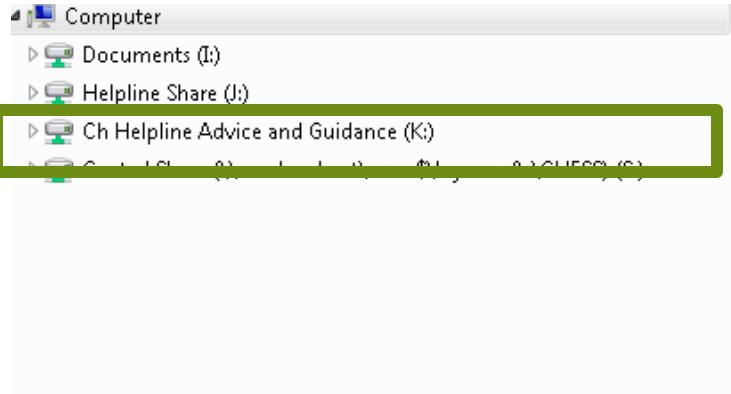 Computer
Documents (I:)
Helpline Share (J:)
Ch Helpline Advice and Guidance (K:)